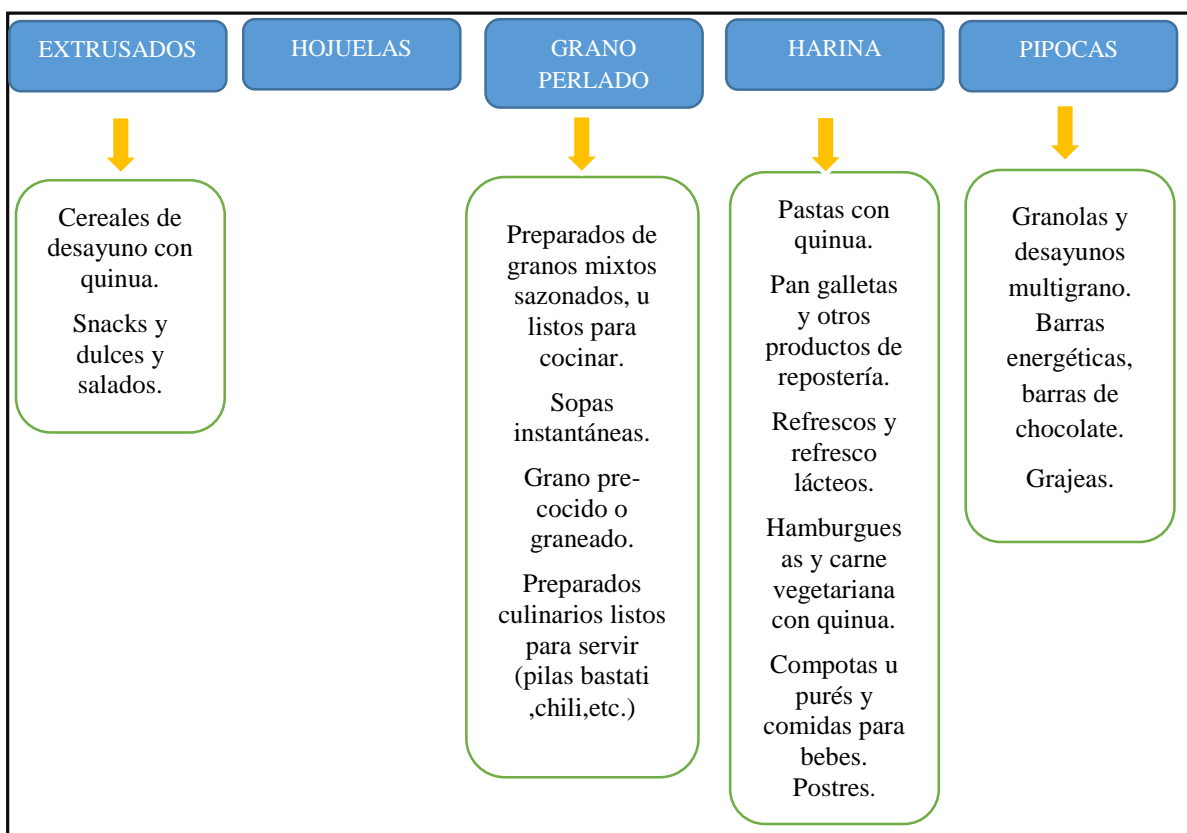 EXTRUSADOS
HOJUELAS
GRANO
PERLADO
HARINA
PIPOCAS
Cereales de
desayuno con
quinua.
Snacks y
dulces y
salados.
Preparados de
granos mixtos
sazonados, u
listos para
cocinar.
Sopas
instantáneas.
Grano pre-
cocido o
graneado.
Preparados
culinarios listos
para servir
(pilas bastati
,chili,etc.)
Pastas con
quinua.
Pan galletas
y otros
productos de
repostería.
Refrescos y
refresco
lácteos.
Hamburgues
as y carne
vegetariana
con quinua.
Compotas u
purés y
comidas para
bebes.
Postres.
Granolas y
desayunos
multigrano.
Barras
energéticas,
barras de
chocolate.
Grajeas.